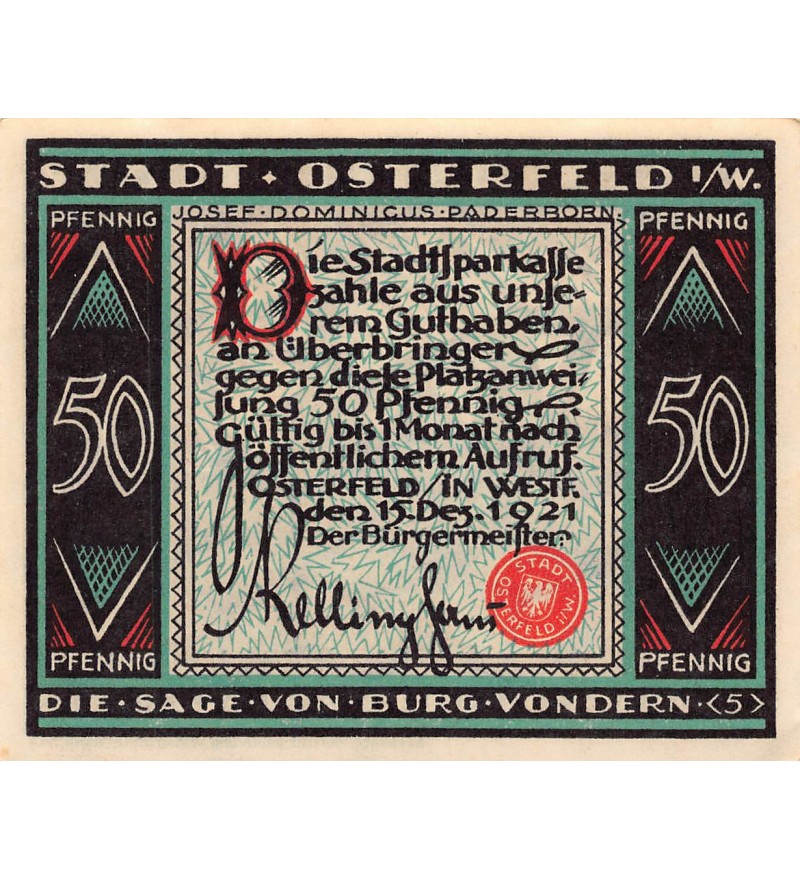 STADT · OSTERFELD I/W.
PFENNIG
JOSEF · DOMINICUS · PADERBORN.
PFENNIG
Die Stadtſparkaſſe
zahle aus unſe-
rem Guthaben,
an Überbringer
gegen dieſe Platzanwei-
ſung 50 Pfennig.
Gültig bis 1 Monat nach
öffentlichem Aufruf.
OSTERFELD / IN WESTF.
den 15. Dez. 1921
Der Bürgermeiſter:
Kellinghaus
50
50
STADT
OSTERFELD i/W
PFENNIG
PFENNIG
DIE · SAGE · VON · BURG · VONDERN · <5>